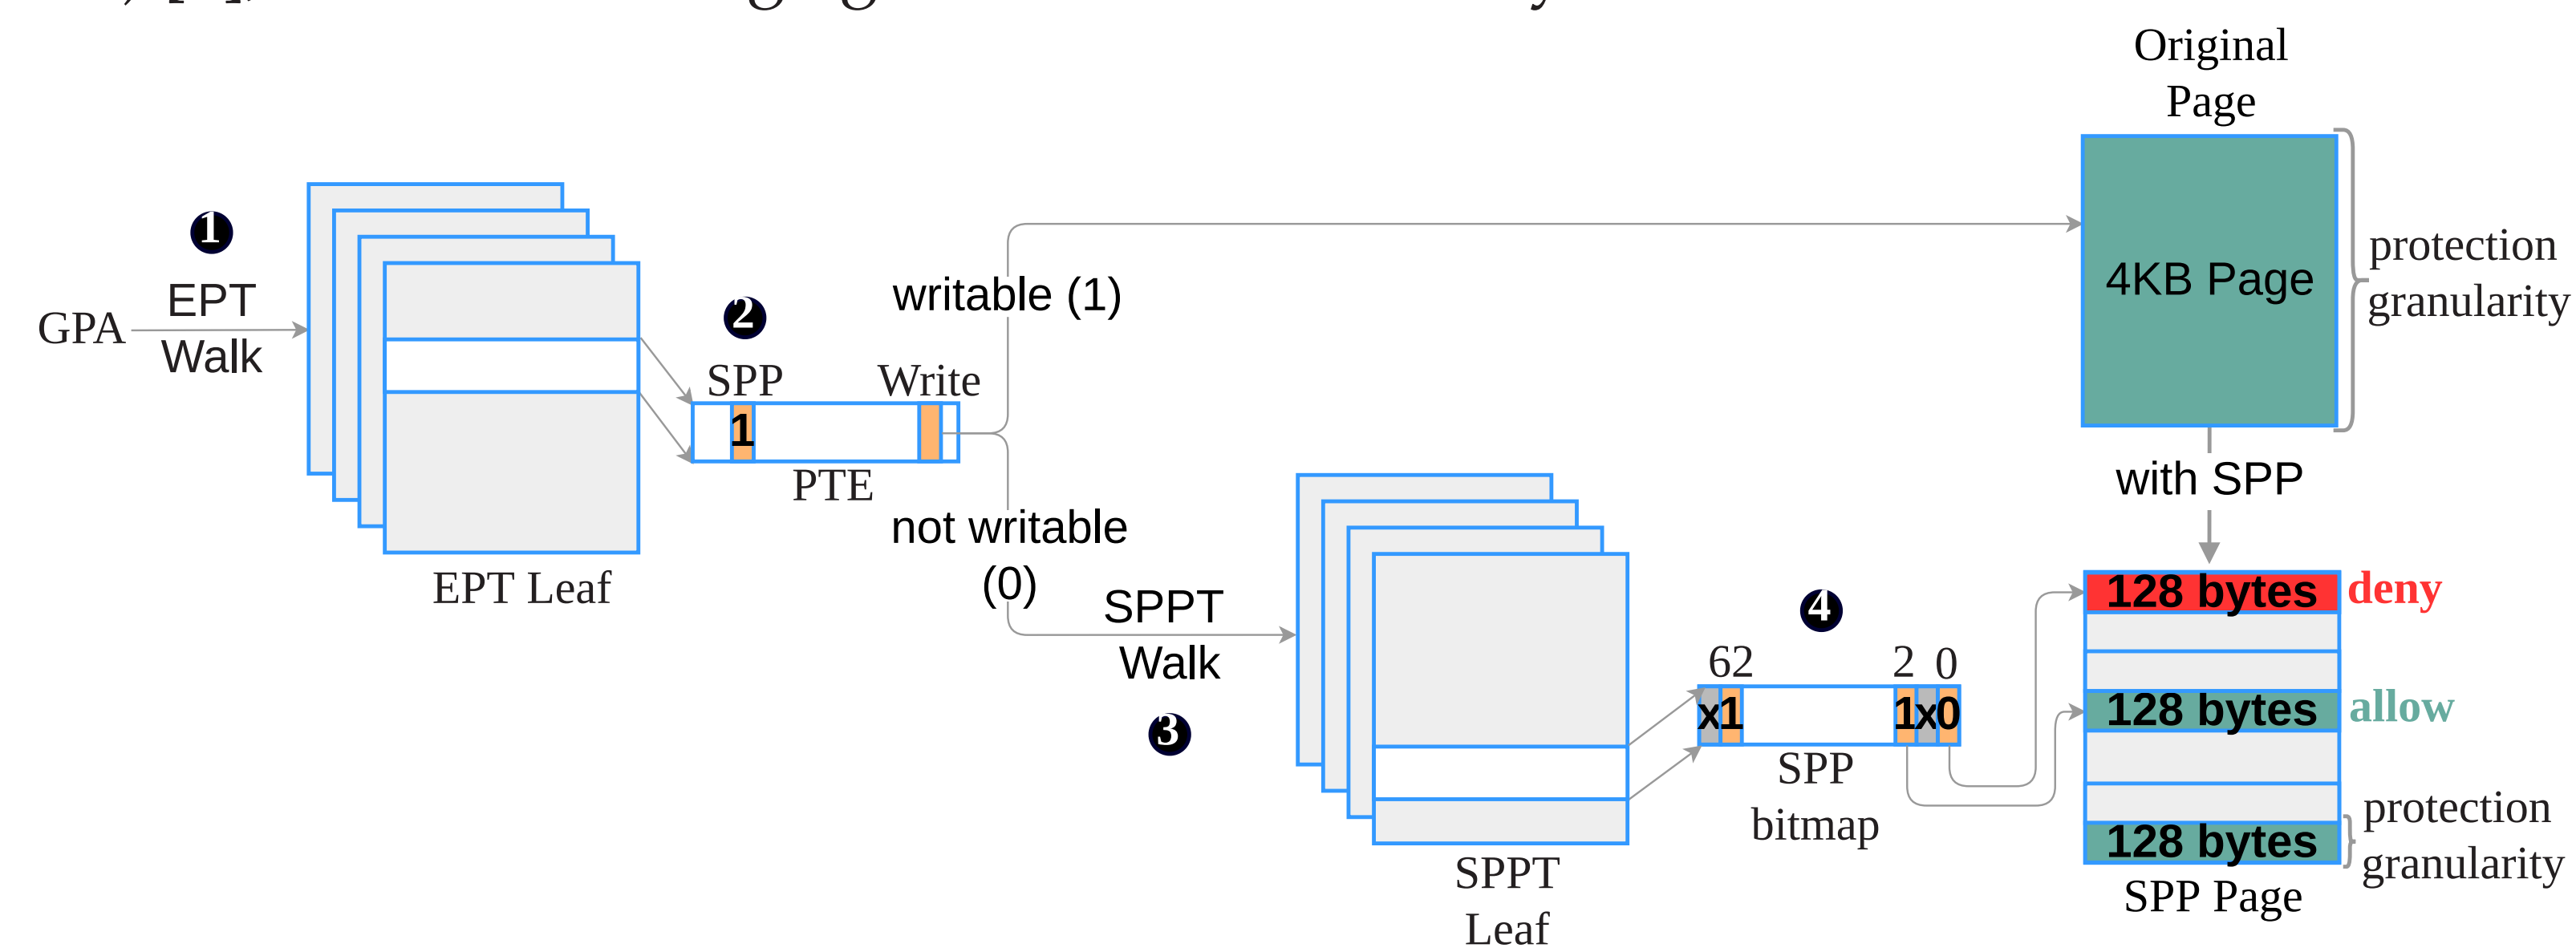 Original
Page
1
EPT
Walk
GPA
2
SPP
Write
1
PTE
EPT Leaf
writable (1)
not writable
(0)
4KB Page
protection
granularity
with SPP
SPPT
Walk
3
SPPT
Leaf
4
62
2
0
x1
1x0
SPP
bitmap
128 bytes
deny
128 bytes
allow
128 bytes
protection
granularity
SPP Page